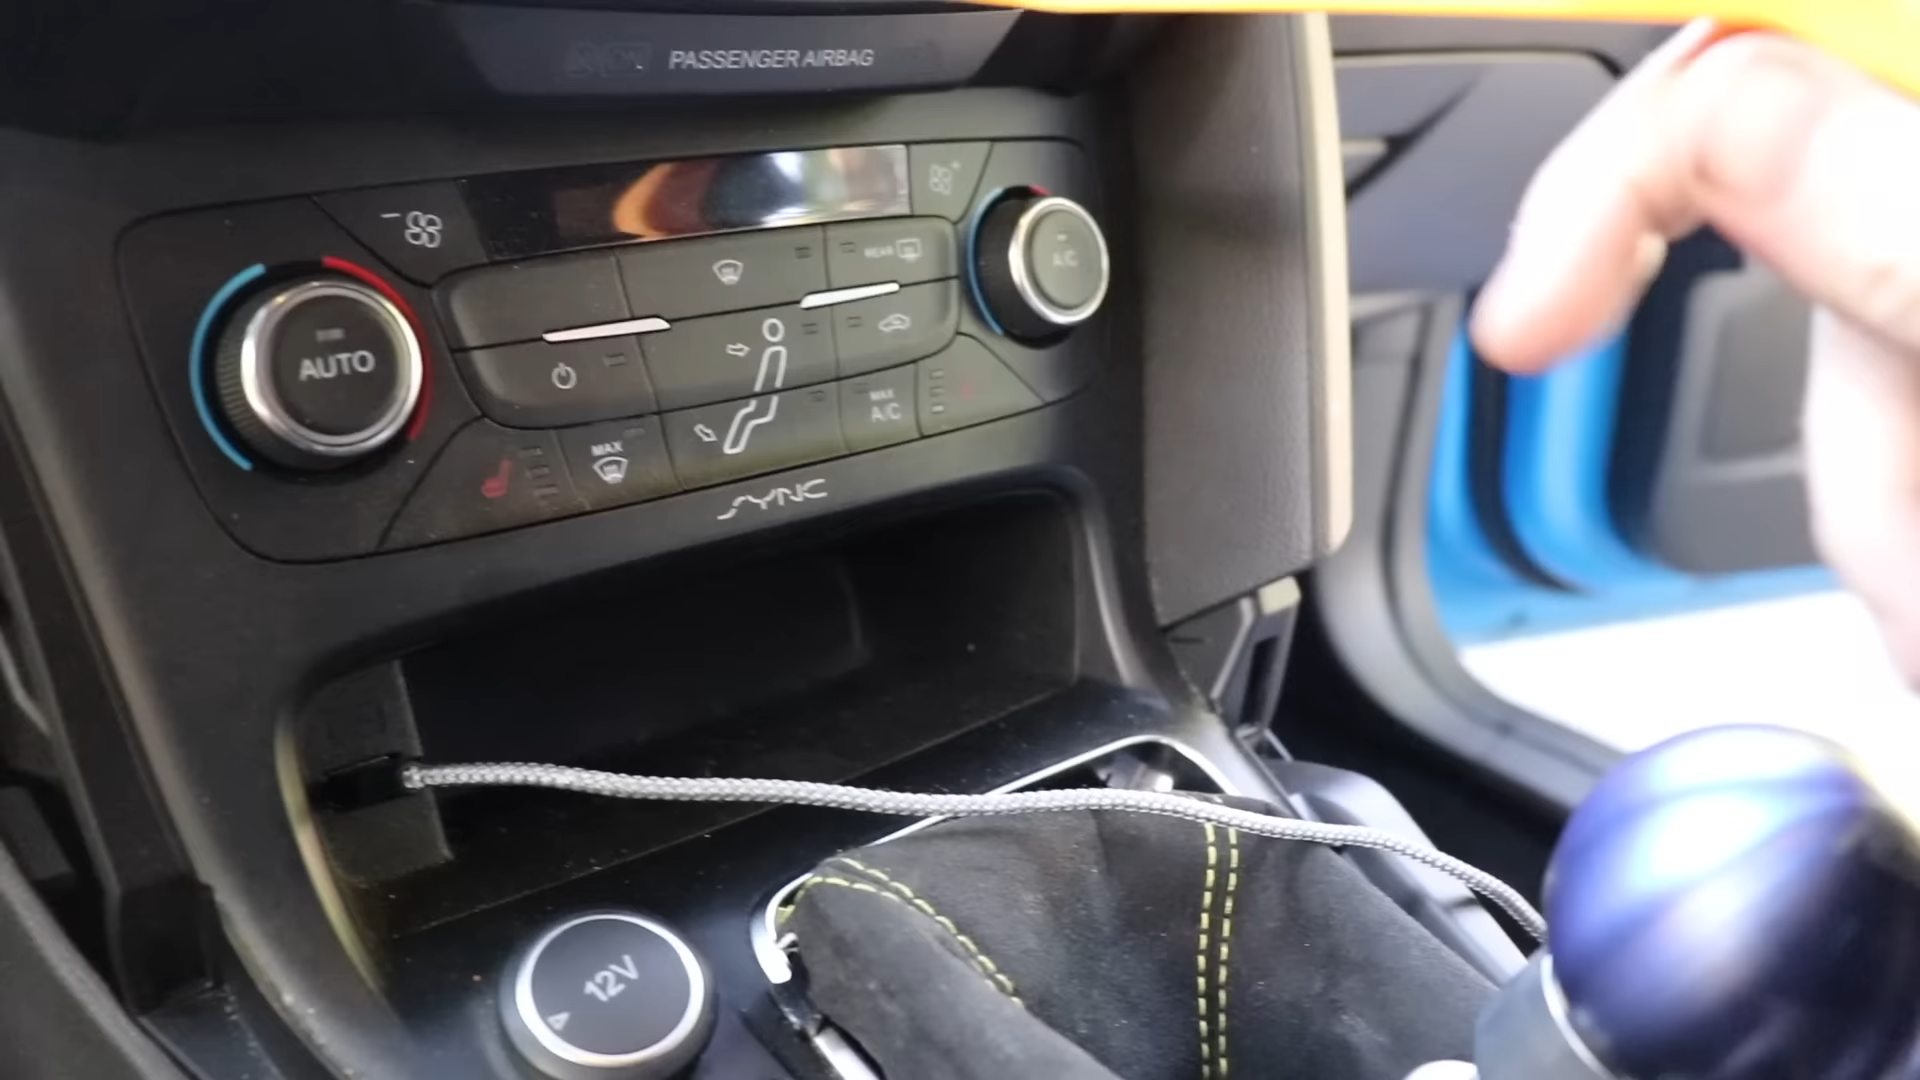 PASSENGER AIRBAG
REAR
A/C
AUTO
MAX
A/C
MAX
SYNC
12V